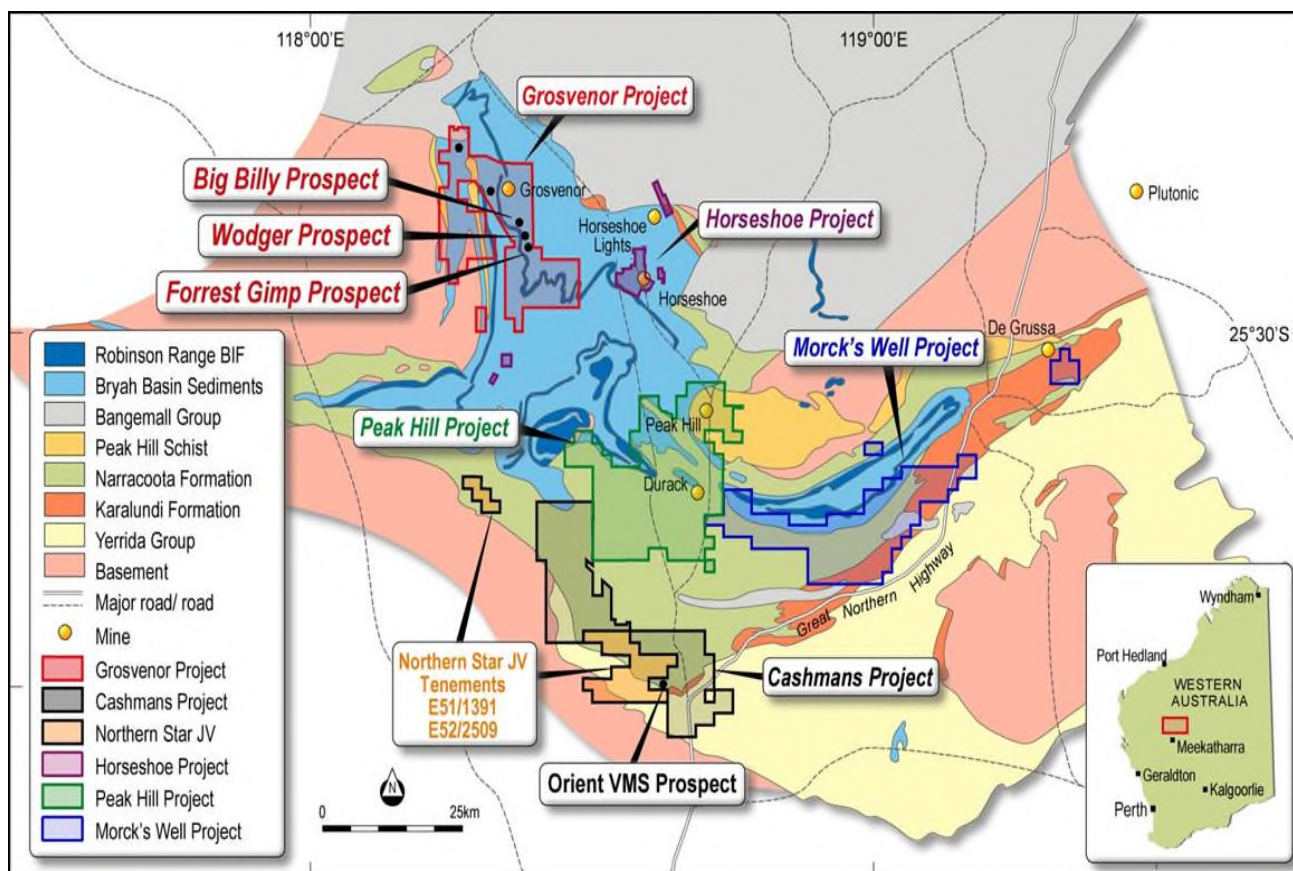 118°00'E
119°00'E
Grosvenor Project
Big Billy Prospect
Grosvenor
Plutonic
Wodger Prospect
Horseshoe
Lights
Horseshoe Project
Forrest Gimp Prospect
Horseshoe
De Grussa
25°30'S
Morck's Well Project
Peak Hill Project
Peak Hill
Durack
Great Northern Highway
Northern Star JV
Tenements
E51/1391
E52/2509
Cashmans Project
Orient VMS Prospect
N
0 25km
Robinson Range BIF
Bryah Basin Sediments
Bangemall Group
Peak Hill Schist
Narracoota Formation
Karalundi Formation
Yerrida Group
Basement
Major road/ road
Mine
Grosvenor Project
Cashmans Project
Northern Star JV
Horseshoe Project
Peak Hill Project
Morck's Well Project
Wyndham
Port Hedland
WESTERN
AUSTRALIA
Meekatharra
Geraldton
Kalgoorlie
Perth